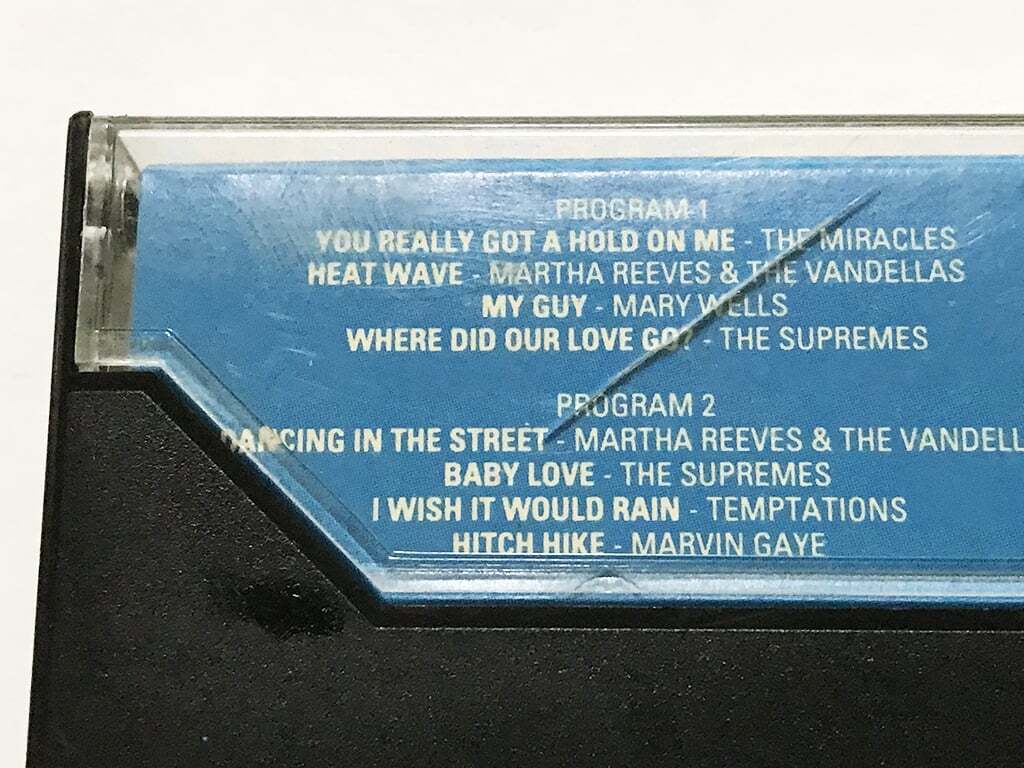 PROGRAM 1
YOU REALLY GOT A HOLD ON ME - THE MIRACLES
HEAT WAVE - MARTHA REEVES & THE VANDELLAS
MY GUY - MARY WELLS
WHERE DID OUR LOVE GO? - THE SUPREMES
PROGRAM 2
DANCING IN THE STREET - MARTHA REEVES & THE VANDELL
BABY LOVE - THE SUPREMES
I WISH IT WOULD RAIN - TEMPTATIONS
HITCH HIKE - MARVIN GAYE